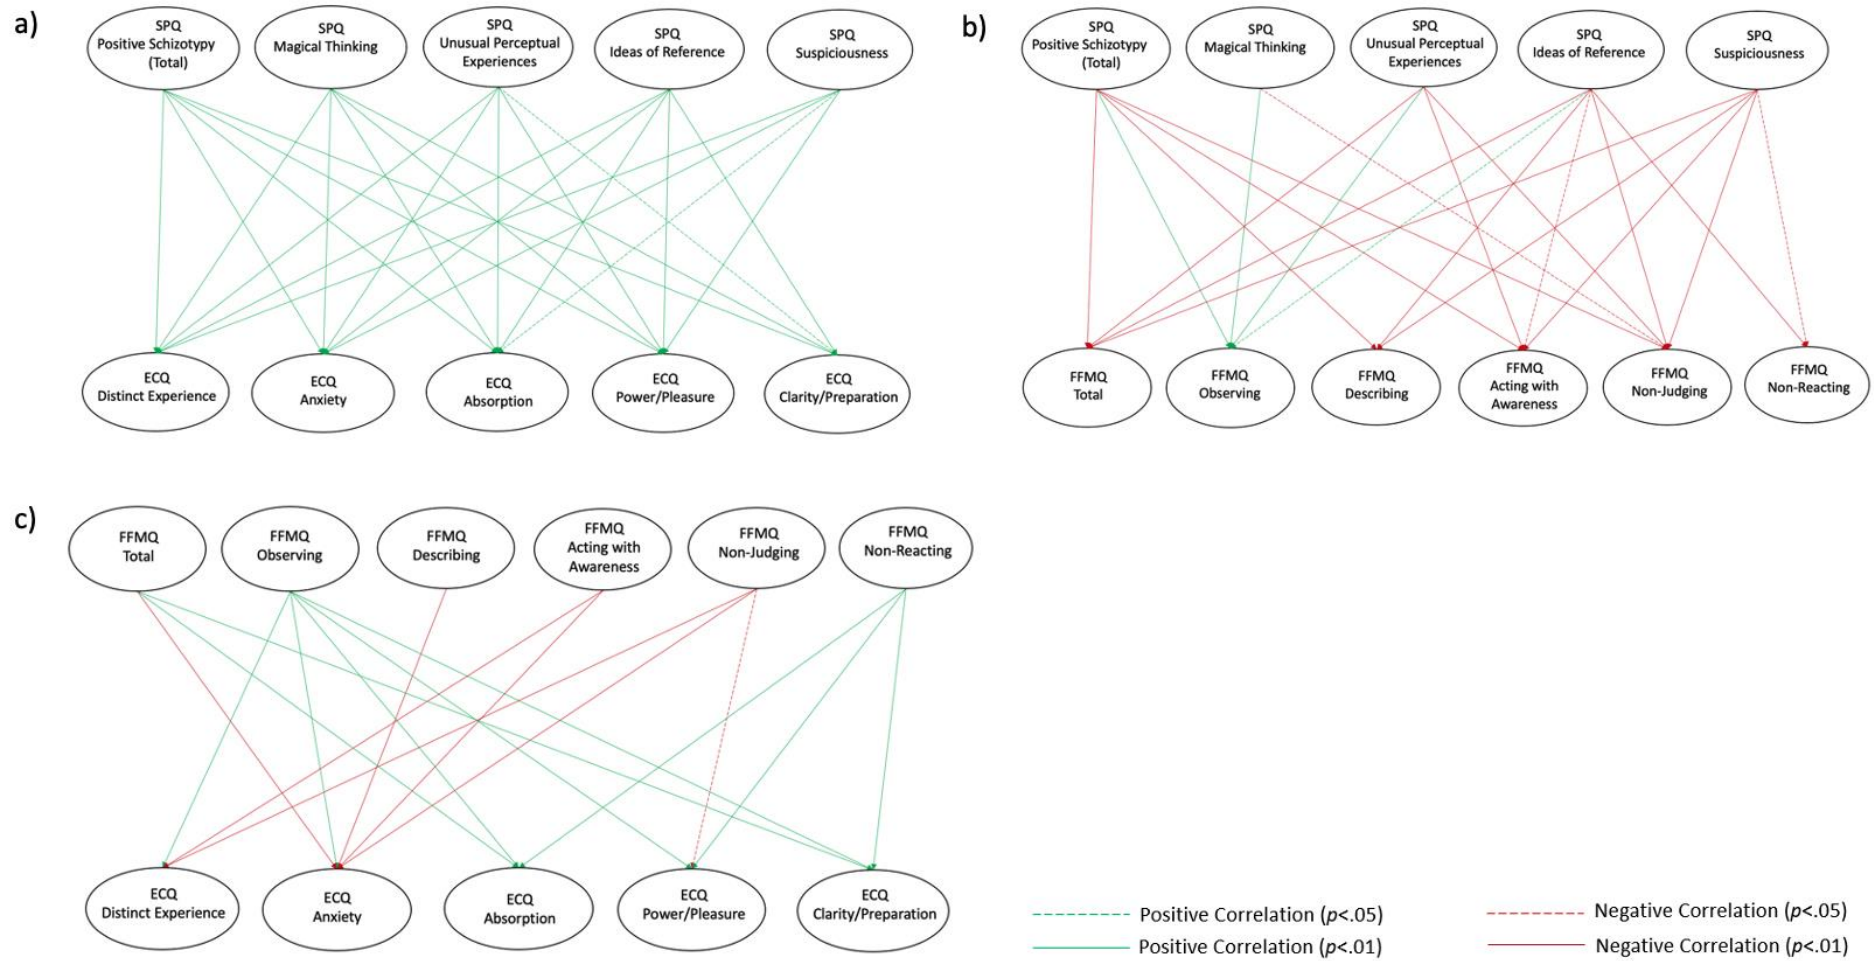 a)
SPQ
Positive Schizotypy
(Total)
SPQ
Magical Thinking
SPQ
Unusual Perceptual
Experiences
SPQ
Ideas of Reference
SPQ
Suspiciousness
ECQ
Distinct Experience
ECQ
Anxiety
ECQ
Absorption
ECQ
Power/Pleasure
ECQ
Clarity/Preparation
b)
SPQ
Positive Schizotypy
(Total)
SPQ
Magical Thinking
SPQ
Unusual Perceptual
Experiences
SPQ
Ideas of Reference
SPQ
Suspiciousness
FFMQ
Total
FFMQ
Observing
FFMQ
Describing
FFMQ
Acting with
Awareness
FFMQ
Non-Judging
FFMQ
Non-Reacting
c)
FFMQ
Total
FFMQ
Observing
FFMQ
Describing
FFMQ
Acting with
Awareness
FFMQ
Non-Judging
FFMQ
Non-Reacting
ECQ
Distinct Experience
ECQ
Anxiety
ECQ
Absorption
ECQ
Power/Pleasure
ECQ
Clarity/Preparation
Positive Correlation (p<.05)
Positive Correlation (p<.01)
Negative Correlation (p<.05)
Negative Correlation (p<.01)